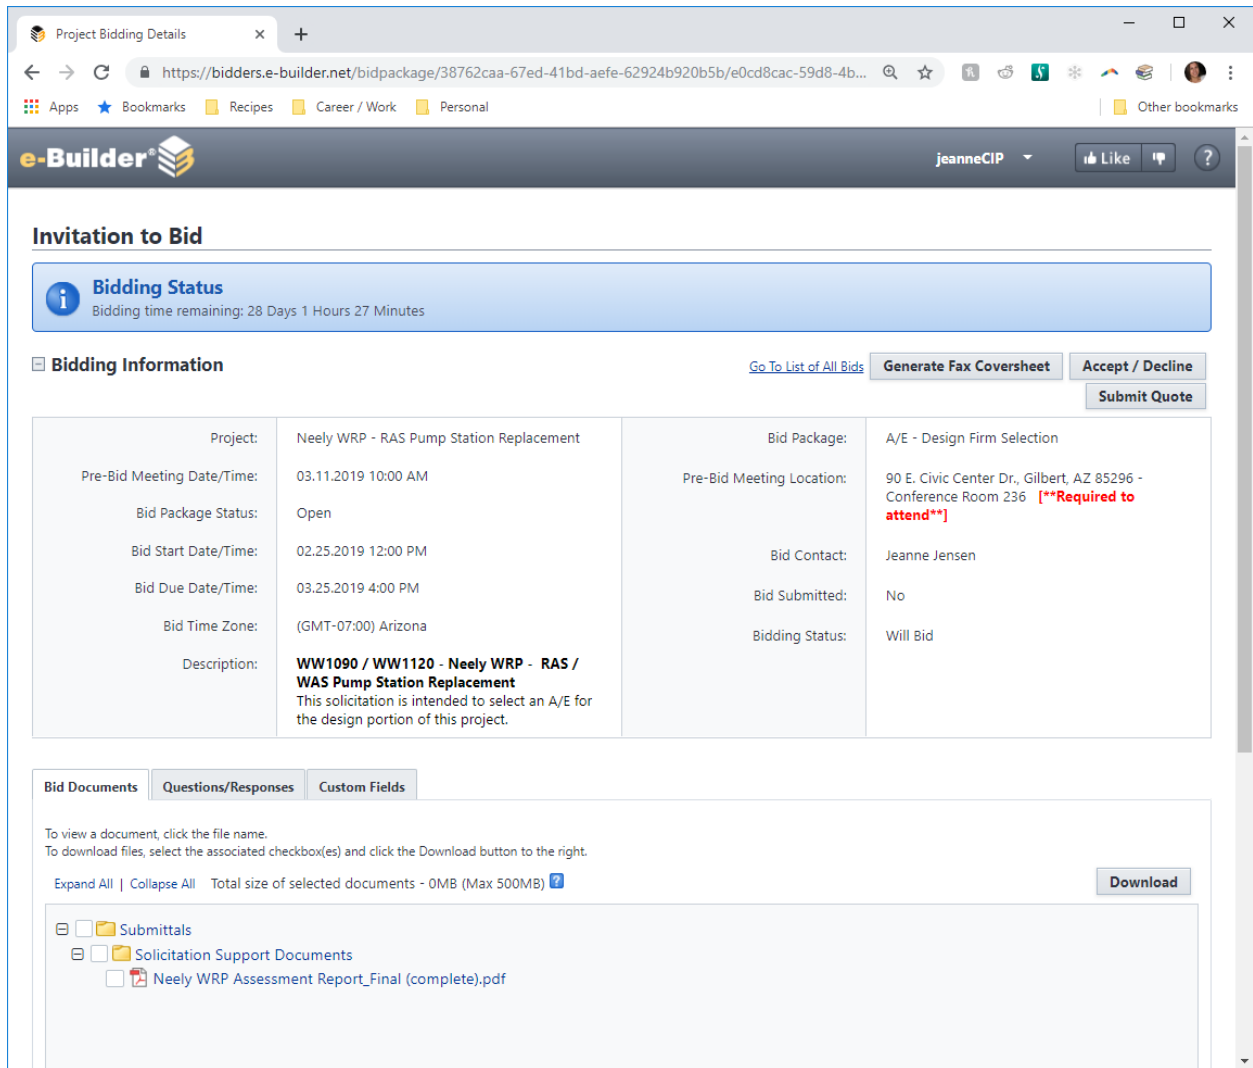 Project Bidding Details
https://bidders.e-builder.net/bidpackage/38762caa-67ed-41bd-aefe-62924b920b5b/e0cd8cac-59d8-4b...
Apps Bookmarks Recipes Career / Work Personal Other bookmarks
e-Builder® jeanneCIP Like ?
Invitation to Bid
Bidding Status
Bidding time remaining: 28 Days 1 Hours 27 Minutes
Bidding Information Go To List of All Bids Generate Fax Coversheet Accept / Decline
Submit Quote
Project: Neely WRP - RAS Pump Station Replacement
Pre-Bid Meeting Date/Time: 03.11.2019 10:00 AM
Bid Package Status: Open
Bid Start Date/Time: 02.25.2019 12:00 PM
Bid Due Date/Time: 03.25.2019 4:00 PM
Bid Time Zone: (GMT-07:00) Arizona
Description: WW1090 / WW1120 - Neely WRP - RAS /
WAS Pump Station Replacement
This solicitation is intended to select an A/E for
the design portion of this project.
Bid Package: A/E - Design Firm Selection
Pre-Bid Meeting Location: 90 E. Civic Center Dr., Gilbert, AZ 85296 -
Conference Room 236 [**Required to
attend**]
Bid Contact: Jeanne Jensen
Bid Submitted: No
Bidding Status: Will Bid
Bid Documents Questions/Responses Custom Fields
To view a document, click the file name.
To download files, select the associated checkbox(es) and click the Download button to the right.
Expand All | Collapse All Total size of selected documents - 0MB (Max 500MB) ? Download
Submittals
Solicitation Support Documents
Neely WRP Assessment Report_Final (complete).pdf